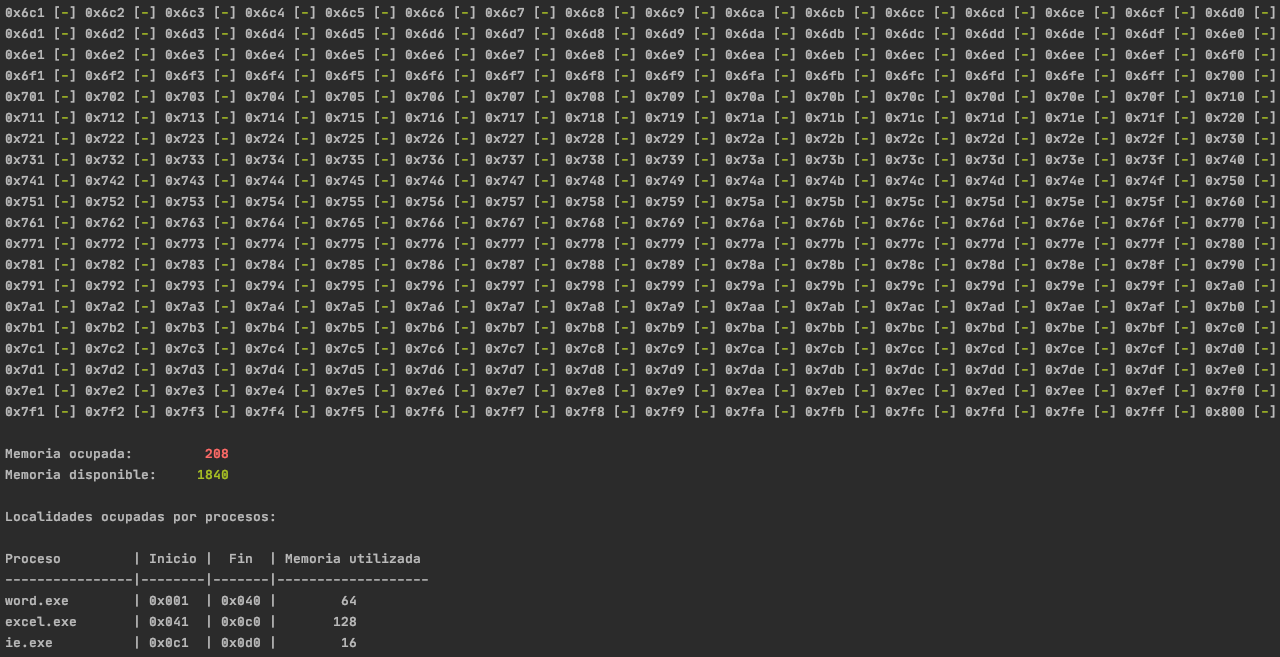 0x6c1 [-] 0x6c2 [-] 0x6c3 [-] 0x6c4 [-] 0x6c5 [-] 0x6c6 [-] 0x6c7 [-] 0x6c8 [-] 0x6c9 [-] 0x6ca [-] 0x6cb [-] 0x6cc [-] 0x6cd [-] 0x6ce [-] 0x6cf [-] 0x6d0 [-]
0x6d1 [-] 0x6d2 [-] 0x6d3 [-] 0x6d4 [-] 0x6d5 [-] 0x6d6 [-] 0x6d7 [-] 0x6d8 [-] 0x6d9 [-] 0x6da [-] 0x6db [-] 0x6dc [-] 0x6dd [-] 0x6de [-] 0x6df [-] 0x6e0 [-]
0x6e1 [-] 0x6e2 [-] 0x6e3 [-] 0x6e4 [-] 0x6e5 [-] 0x6e6 [-] 0x6e7 [-] 0x6e8 [-] 0x6e9 [-] 0x6ea [-] 0x6eb [-] 0x6ec [-] 0x6ed [-] 0x6ee [-] 0x6ef [-] 0x6f0 [-]
0x6f1 [-] 0x6f2 [-] 0x6f3 [-] 0x6f4 [-] 0x6f5 [-] 0x6f6 [-] 0x6f7 [-] 0x6f8 [-] 0x6f9 [-] 0x6fa [-] 0x6fb [-] 0x6fc [-] 0x6fd [-] 0x6fe [-] 0x6ff [-] 0x700 [-]
0x701 [-] 0x702 [-] 0x703 [-] 0x704 [-] 0x705 [-] 0x706 [-] 0x707 [-] 0x708 [-] 0x709 [-] 0x70a [-] 0x70b [-] 0x70c [-] 0x70d [-] 0x70e [-] 0x70f [-] 0x710 [-]
0x711 [-] 0x712 [-] 0x713 [-] 0x714 [-] 0x715 [-] 0x716 [-] 0x717 [-] 0x718 [-] 0x719 [-] 0x71a [-] 0x71b [-] 0x71c [-] 0x71d [-] 0x71e [-] 0x71f [-] 0x720 [-]
0x721 [-] 0x722 [-] 0x723 [-] 0x724 [-] 0x725 [-] 0x726 [-] 0x727 [-] 0x728 [-] 0x729 [-] 0x72a [-] 0x72b [-] 0x72c [-] 0x72d [-] 0x72e [-] 0x72f [-] 0x730 [-]
0x731 [-] 0x732 [-] 0x733 [-] 0x734 [-] 0x735 [-] 0x736 [-] 0x737 [-] 0x738 [-] 0x739 [-] 0x73a [-] 0x73b [-] 0x73c [-] 0x73d [-] 0x73e [-] 0x73f [-] 0x740 [-]
0x741 [-] 0x742 [-] 0x743 [-] 0x744 [-] 0x745 [-] 0x746 [-] 0x747 [-] 0x748 [-] 0x749 [-] 0x74a [-] 0x74b [-] 0x74c [-] 0x74d [-] 0x74e [-] 0x74f [-] 0x750 [-]
0x751 [-] 0x752 [-] 0x753 [-] 0x754 [-] 0x755 [-] 0x756 [-] 0x757 [-] 0x758 [-] 0x759 [-] 0x75a [-] 0x75b [-] 0x75c [-] 0x75d [-] 0x75e [-] 0x75f [-] 0x760 [-]
0x761 [-] 0x762 [-] 0x763 [-] 0x764 [-] 0x765 [-] 0x766 [-] 0x767 [-] 0x768 [-] 0x769 [-] 0x76a [-] 0x76b [-] 0x76c [-] 0x76d [-] 0x76e [-] 0x76f [-] 0x770 [-]
0x771 [-] 0x772 [-] 0x773 [-] 0x774 [-] 0x775 [-] 0x776 [-] 0x777 [-] 0x778 [-] 0x779 [-] 0x77a [-] 0x77b [-] 0x77c [-] 0x77d [-] 0x77e [-] 0x77f [-] 0x780 [-]
0x781 [-] 0x782 [-] 0x783 [-] 0x784 [-] 0x785 [-] 0x786 [-] 0x787 [-] 0x788 [-] 0x789 [-] 0x78a [-] 0x78b [-] 0x78c [-] 0x78d [-] 0x78e [-] 0x78f [-] 0x790 [-]
0x791 [-] 0x792 [-] 0x793 [-] 0x794 [-] 0x795 [-] 0x796 [-] 0x797 [-] 0x798 [-] 0x799 [-] 0x79a [-] 0x79b [-] 0x79c [-] 0x79d [-] 0x79e [-] 0x79f [-] 0x7a0 [-]
0x7a1 [-] 0x7a2 [-] 0x7a3 [-] 0x7a4 [-] 0x7a5 [-] 0x7a6 [-] 0x7a7 [-] 0x7a8 [-] 0x7a9 [-] 0x7aa [-] 0x7ab [-] 0x7ac [-] 0x7ad [-] 0x7ae [-] 0x7af [-] 0x7b0 [-]
0x7b1 [-] 0x7b2 [-] 0x7b3 [-] 0x7b4 [-] 0x7b5 [-] 0x7b6 [-] 0x7b7 [-] 0x7b8 [-] 0x7b9 [-] 0x7ba [-] 0x7bb [-] 0x7bc [-] 0x7bd [-] 0x7be [-] 0x7bf [-] 0x7c0 [-]
0x7c1 [-] 0x7c2 [-] 0x7c3 [-] 0x7c4 [-] 0x7c5 [-] 0x7c6 [-] 0x7c7 [-] 0x7c8 [-] 0x7c9 [-] 0x7ca [-] 0x7cb [-] 0x7cc [-] 0x7cd [-] 0x7ce [-] 0x7cf [-] 0x7d0 [-]
0x7d1 [-] 0x7d2 [-] 0x7d3 [-] 0x7d4 [-] 0x7d5 [-] 0x7d6 [-] 0x7d7 [-] 0x7d8 [-] 0x7d9 [-] 0x7da [-] 0x7db [-] 0x7dc [-] 0x7dd [-] 0x7de [-] 0x7df [-] 0x7e0 [-]
0x7e1 [-] 0x7e2 [-] 0x7e3 [-] 0x7e4 [-] 0x7e5 [-] 0x7e6 [-] 0x7e7 [-] 0x7e8 [-] 0x7e9 [-] 0x7ea [-] 0x7eb [-] 0x7ec [-] 0x7ed [-] 0x7ee [-] 0x7ef [-] 0x7f0 [-]
0x7f1 [-] 0x7f2 [-] 0x7f3 [-] 0x7f4 [-] 0x7f5 [-] 0x7f6 [-] 0x7f7 [-] 0x7f8 [-] 0x7f9 [-] 0x7fa [-] 0x7fb [-] 0x7fc [-] 0x7fd [-] 0x7fe [-] 0x7ff [-] 0x800 [-]
Memoria ocupada:         208
Memoria disponible:     1840
Localidades ocupadas por procesos:
Proceso         | Inicio |  Fin  | Memoria utilizada
----------------|--------|-------|-------------------
word.exe        | 0x001  | 0x040 |        64
excel.exe       | 0x041  | 0x0c0 |       128
ie.exe          | 0x0c1  | 0x0d0 |        16